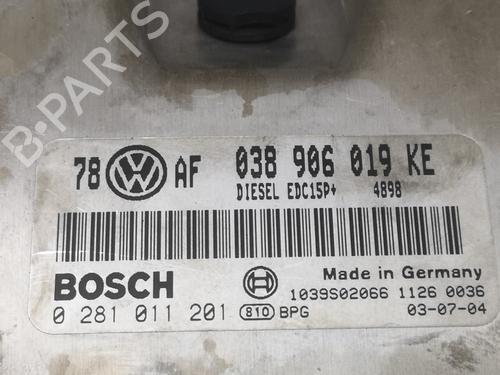 B-PARTS
78 AF 038 906 019 KE
DIESEL EDC15P+ 4898
BOSCH
Made in Germany
1039S02066 1126 0036
0 281 011 201 810 BPG 03-07-04